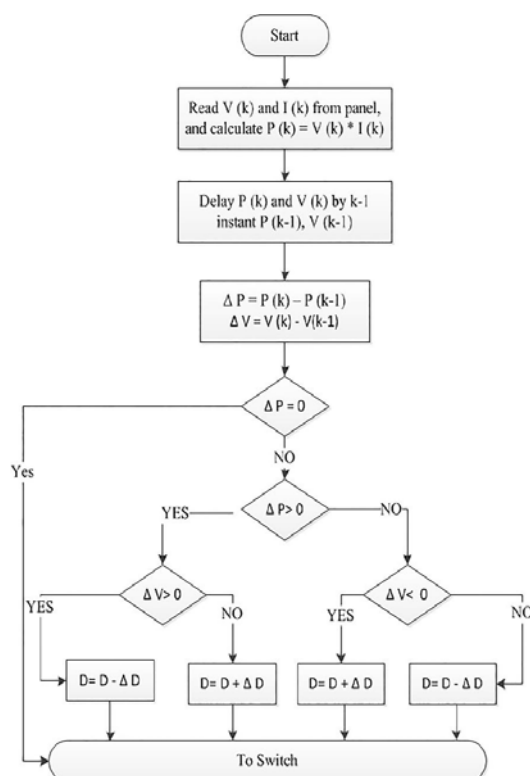 Start
Read V (k) and I (k) from panel,
and calculate P (k) = V (k) * I (k)
Delay P (k) and V (k) by k-1
instant P (k-1), V (k-1)
Δ P = P (k) – P (k-1)
Δ V = V (k) - V(k-1)
Δ P = 0
Yes
NO
Δ P> 0
YES
NO
Δ V> 0
Δ V< 0
YES
NO
YES
NO
D= D - Δ D
D= D + Δ D
D= D + Δ D
D= D - Δ D
To Switch